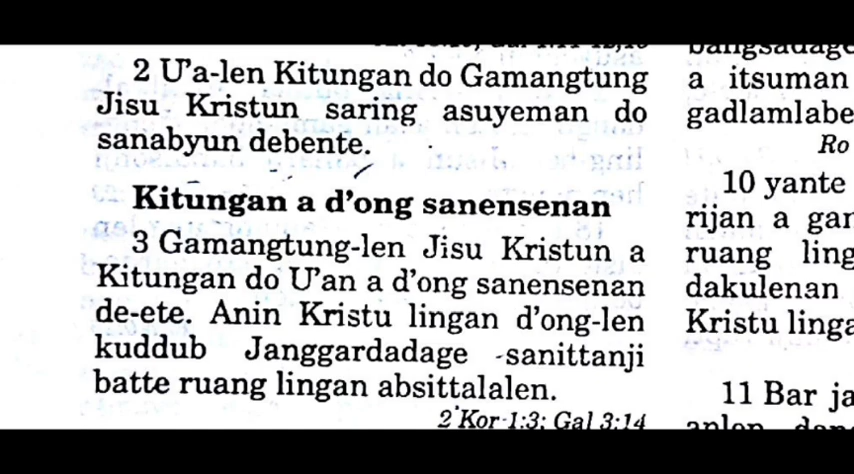 2 U'a-len Kitungan do Gamangtung
Jisu Kristun saring asuyeman do
sanabyun debente.
Kitungan a d'ong sanensenan
3 Gamangtung-len Jisu Kristun a
Kitungan do U'an a d'ong sanensenan
de-ete. Anin Kristu lingan d'ong-len
kuddub Janggardadage -sanittanji
batte ruang lingan absittalalen.
2 Kor 1:3; Gal 3:14
bangsadage
a itsuman
gadlamlabe
Ro
10 yante
rijan a gan
ruang ling
dakulenan
Kristu linga
11 Bar ja